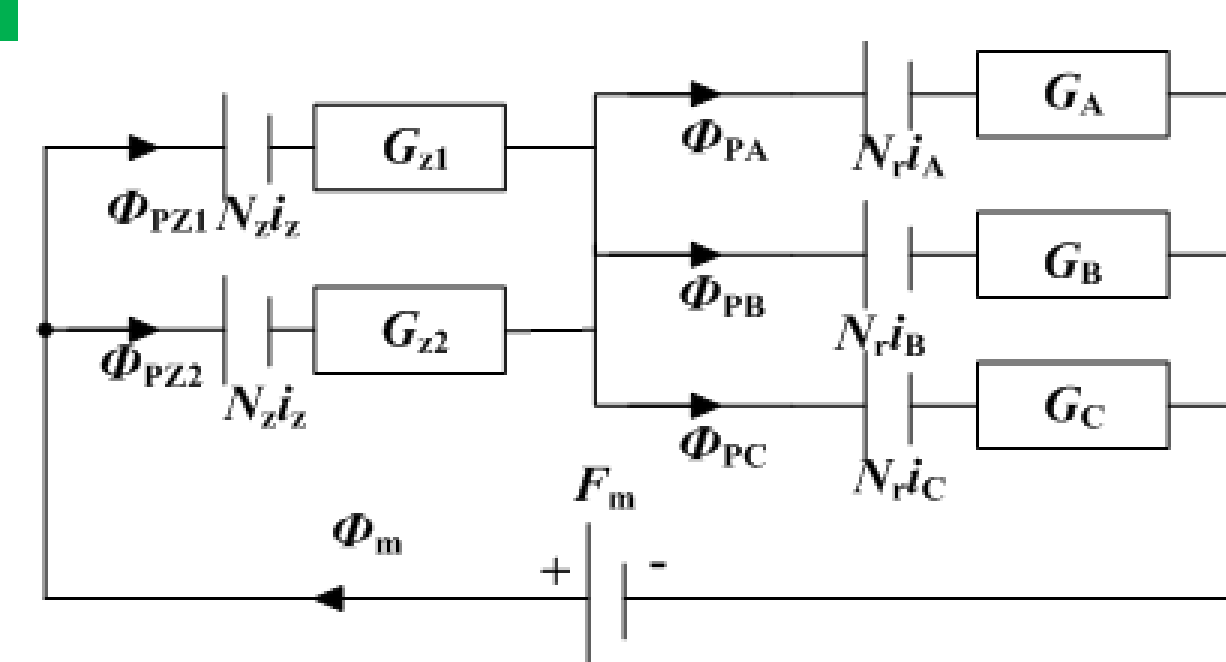 G_A
Φ_PA
N_r i_A
G_z1
Φ_PZ1 N_z i_z
G_B
Φ_PB
N_r i_B
G_z2
Φ_PZ2
N_z i_z
G_C
Φ_PC
N_r i_C
F_m
Φ_m
+ -